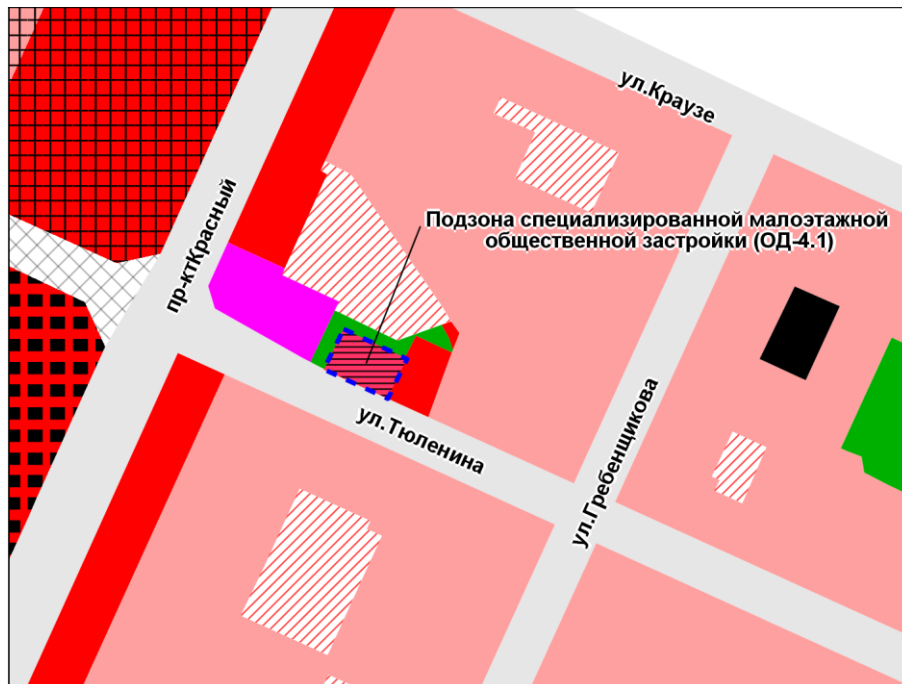 ул.Краузе
пр-ктКрасный
Подзона специализированной малоэтажной
общественной застройки (ОД-4.1)
ул.Тюленина
ул.Гребенщикова